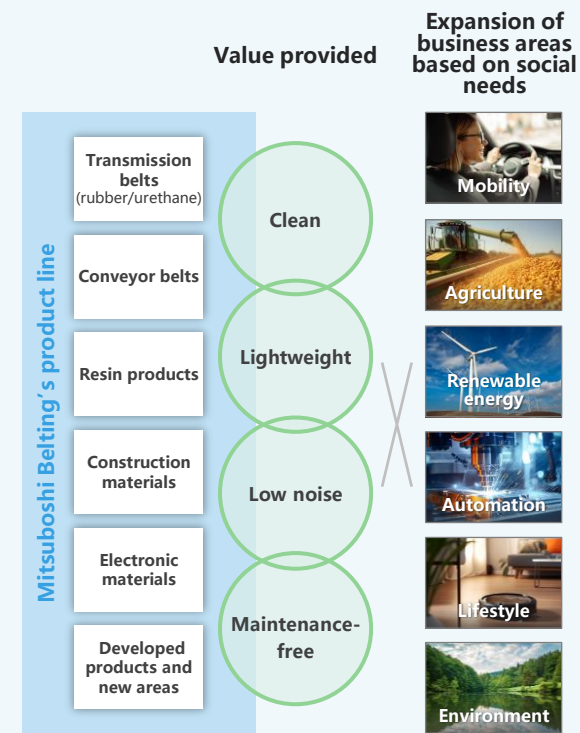 Value provided
Expansion of
business areas
based on social
needs
Mitsuboshi Belting's product line
Transmission
belts
(rubber/urethane)
Conveyor belts
Resin products
Construction
materials
Electronic
materials
Developed
products and
new areas
Clean
Lightweight
Low noise
Maintenance-
free
Mobility
Agriculture
Renewable
energy
Automation
Lifestyle
Environment